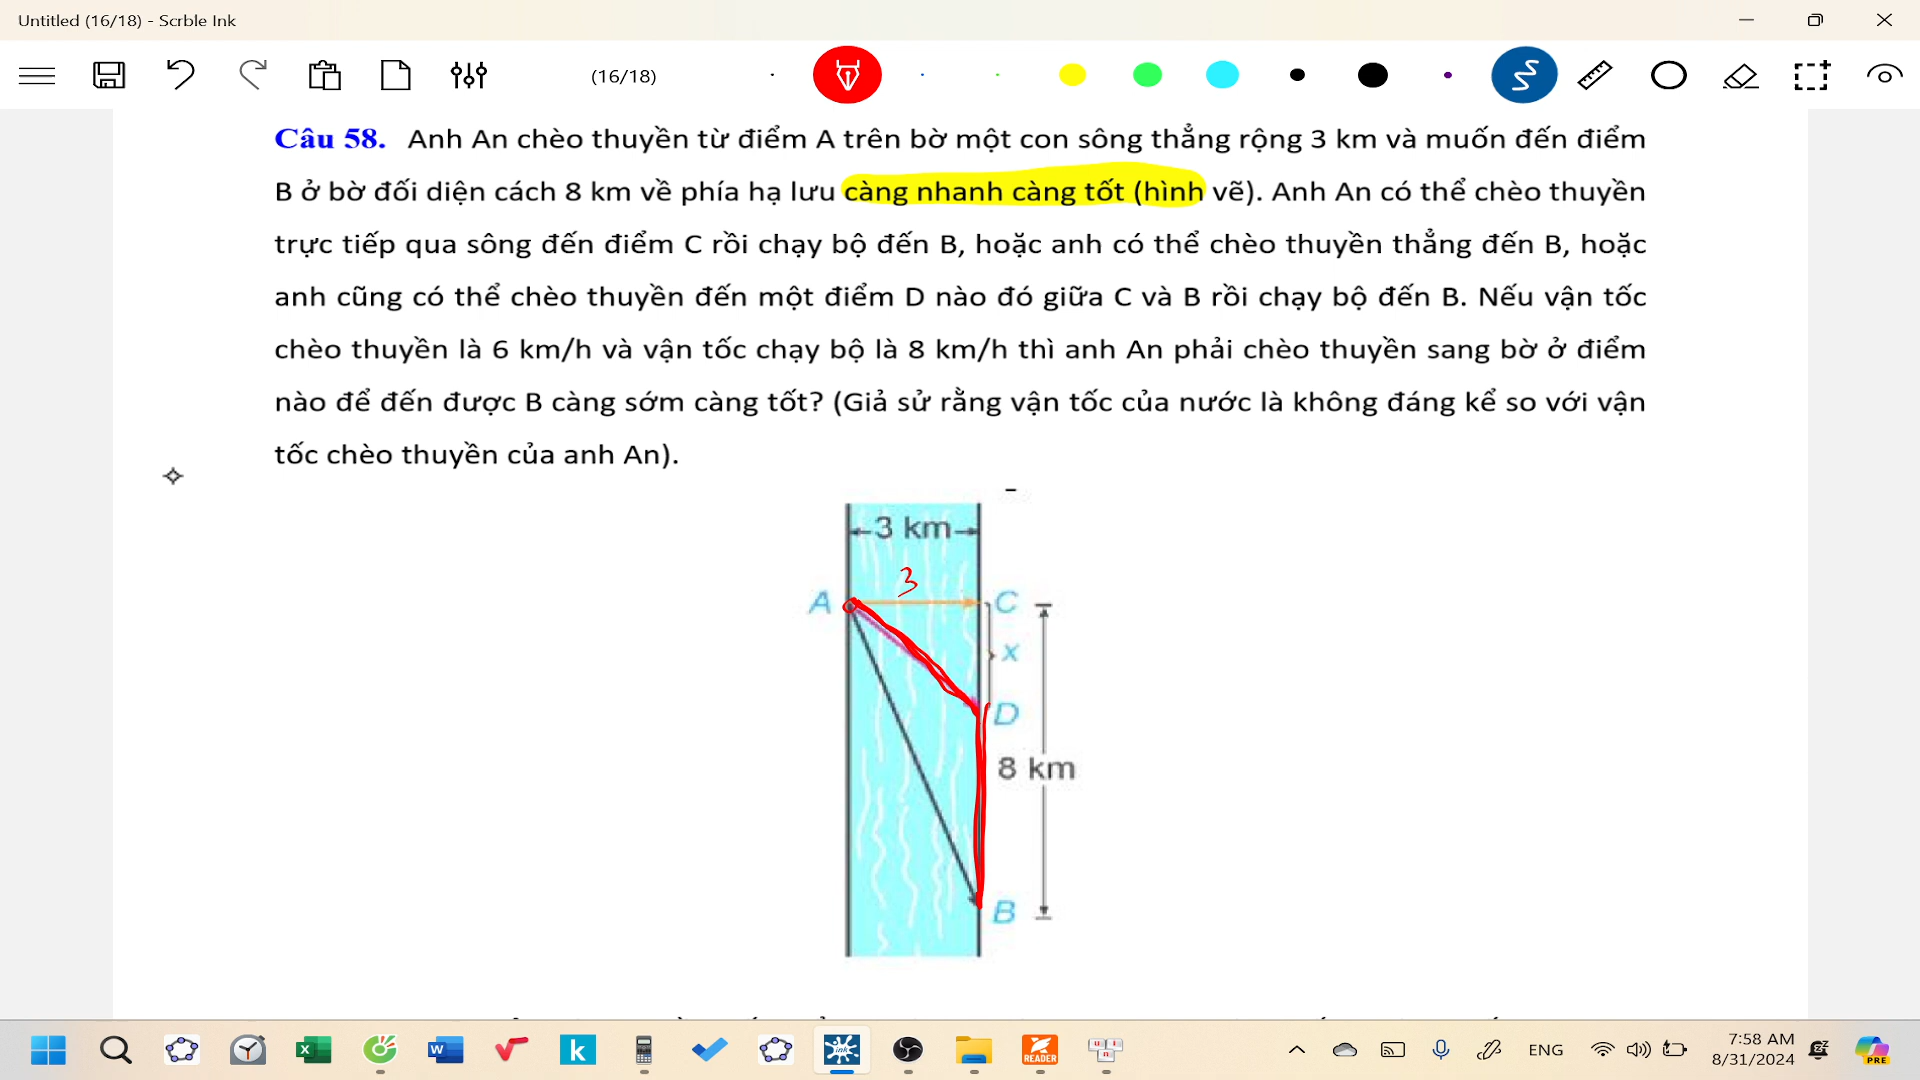 Untitled (16/18) - Scrble Ink
(16/18)
Câu 58. Anh An chèo thuyền từ điểm A trên bờ một con sông thẳng rộng 3 km và muốn đến điểm
B ở bờ đối diện cách 8 km về phía hạ lưu càng nhanh càng tốt (hình vẽ). Anh An có thể chèo thuyền
trực tiếp qua sông đến điểm C rồi chạy bộ đến B, hoặc anh có thể chèo thuyền thẳng đến B, hoặc
anh cũng có thể chèo thuyền đến một điểm D nào đó giữa C và B rồi chạy bộ đến B. Nếu vận tốc
chèo thuyền là 6 km/h và vận tốc chạy bộ là 8 km/h thì anh An phải chèo thuyền sang bờ ở điểm
nào để đến được B càng sớm càng tốt? (Giả sử rằng vận tốc của nước là không đáng kể so với vận
tốc chèo thuyền của anh An).
3 km
3
A
C
x
D
8 km
B
READER
ENG
7:58 AM
8/31/2024
PRE